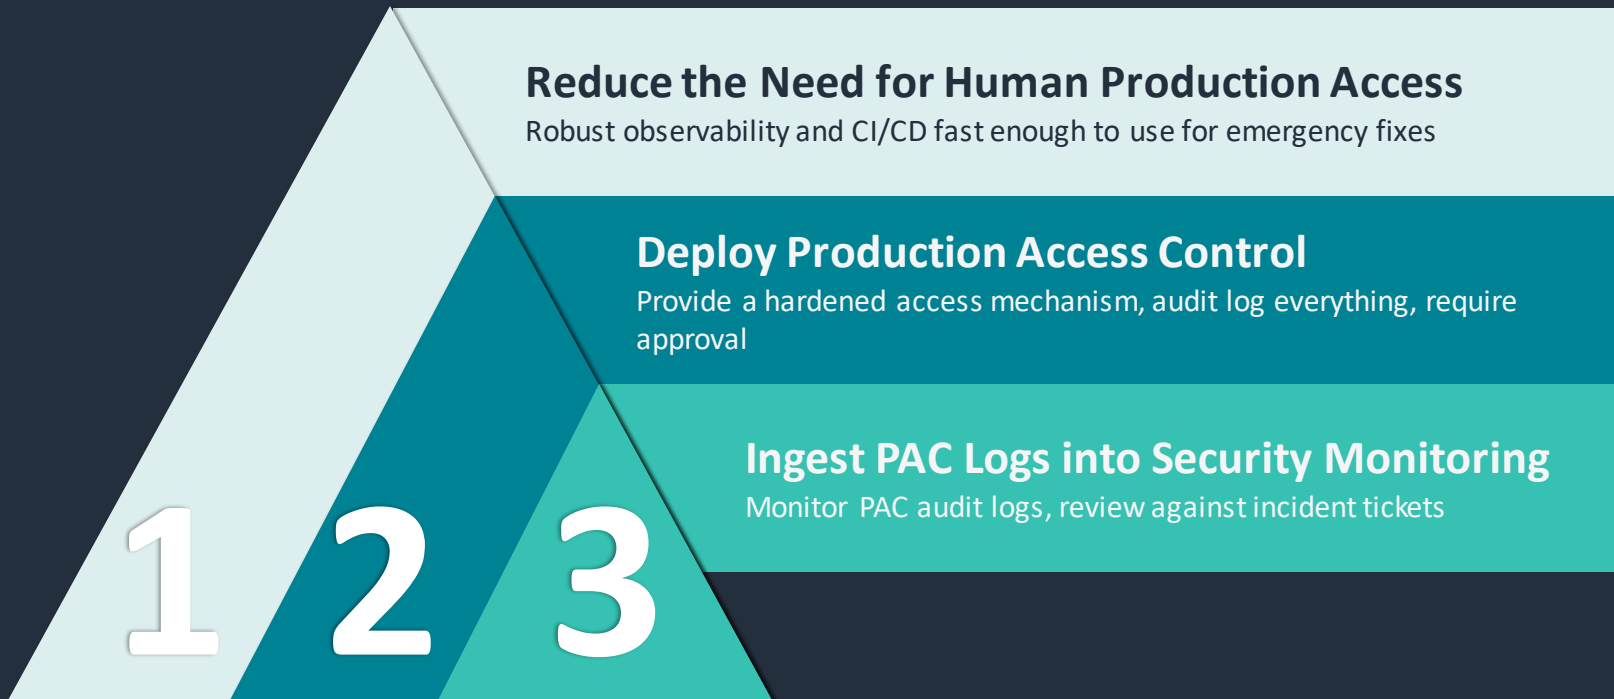 Reduce the Need for Human Production Access
Robust observability and CI/CD fast enough to use for emergency fixes
Deploy Production Access Control
Provide a hardened access mechanism, audit log everything, require
approval
Ingest PAC Logs into Security Monitoring
Monitor PAC audit logs, review against incident tickets
1 2 3